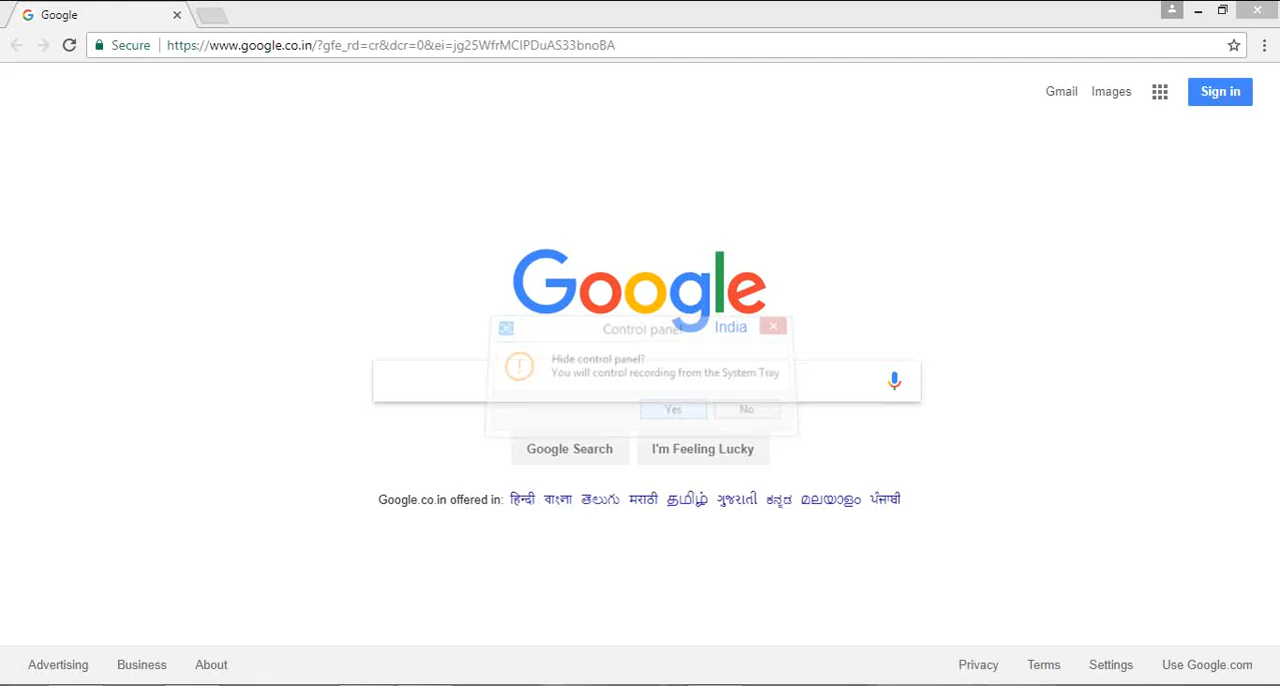 Google
Secure https://www.google.co.in/?gfe_rd=cr&dcr=0&ei=jg25WfrMCIPDuAS33bnoBA
Gmail Images Sign in
Google
India
Control panel
Hide control panel?
You will control recording from the System Tray
Yes No
Google Search I'm Feeling Lucky
Google.co.in offered in: हिन्दी বাংলা తెలుగు मराठी தமிழ் ગુજરાતી ಕನ್ನಡ മലയാളം ਪੰਜਾਬੀ
Advertising Business About Privacy Terms Settings Use Google.com